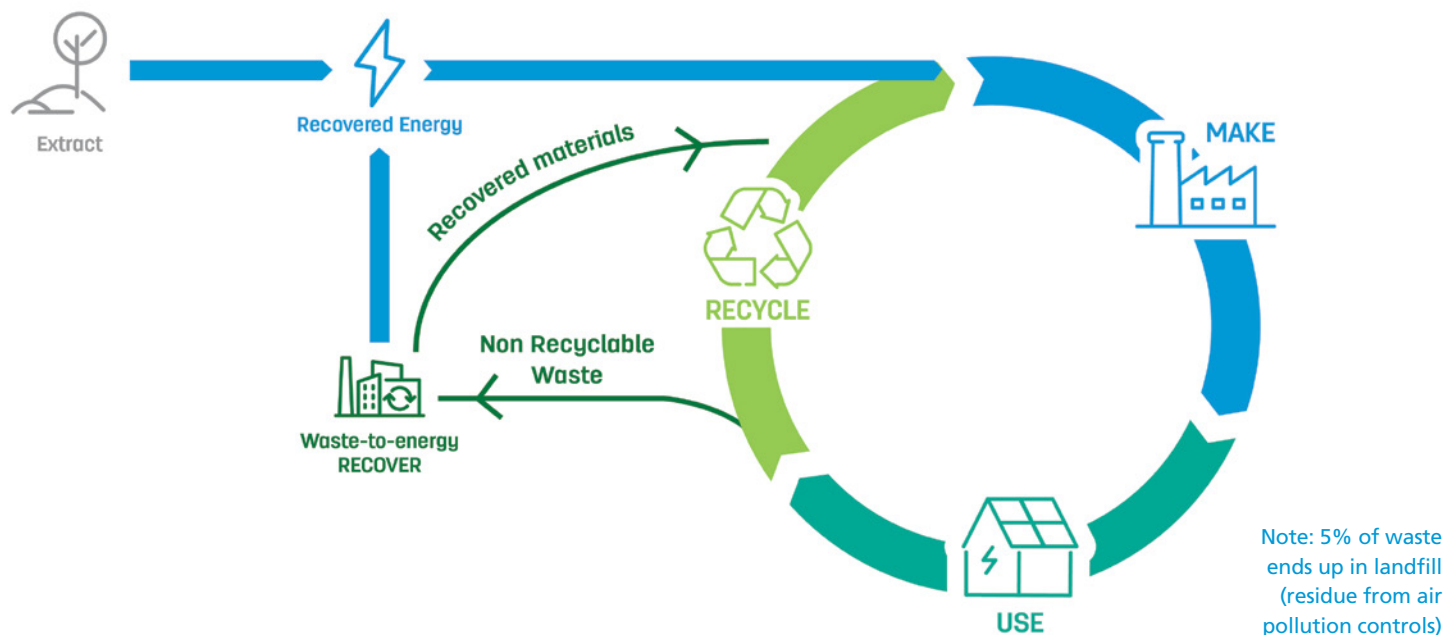 Extract
Recovered Energy
Recovered materials
MAKE
RECYCLE
Non Recyclable
Waste
Waste-to-energy
RECOVER
USE
Note: 5% of waste
ends up in landfill
(residue from air
pollution controls)